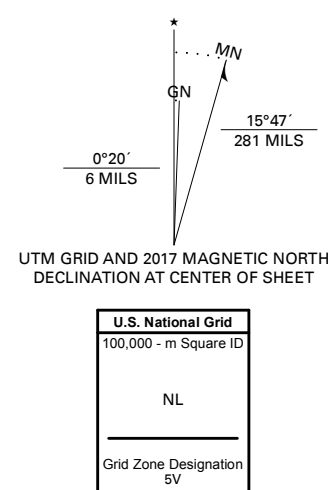 ★
MN
GN
15°47´
281 MILS
0°20´
6 MILS
UTM GRID AND 2017 MAGNETIC NORTH
DECLINATION AT CENTER OF SHEET
U.S. National Grid
100,000 - m Square ID
NL
Grid Zone Designation
5V